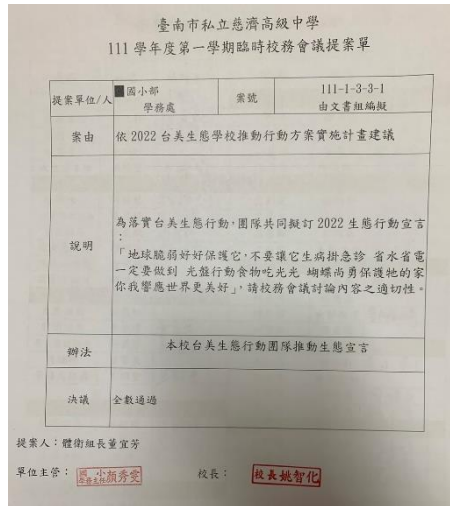 臺南市私立慈濟高級中學
111 學年度第一學期臨時校務會議提案單
提案單位/人 ■國小部 學務處 案號 111-1-3-3-1 由文書組編擬
案由 依 2022 台美生態學校推動行動方案實施計畫建議
說明 為落實台美生態行動,團隊共同擬訂 2022 生態行動宣言
:
「地球脆弱好好保護它,不要讓它生病掛急診 省水省電
一定要做到 光盤行動食物吃光光 蝴蝶尚勇保護牠的家
你我響應世界更美好」,請校務會議討論內容之適切性。
辦法 本校台美生態行動團隊推動生態宣言
決議 全數通過
提案人:體衛組長董宜芳
單位主管: 國小學務主任顏秀雯 校長: 校長姚智化